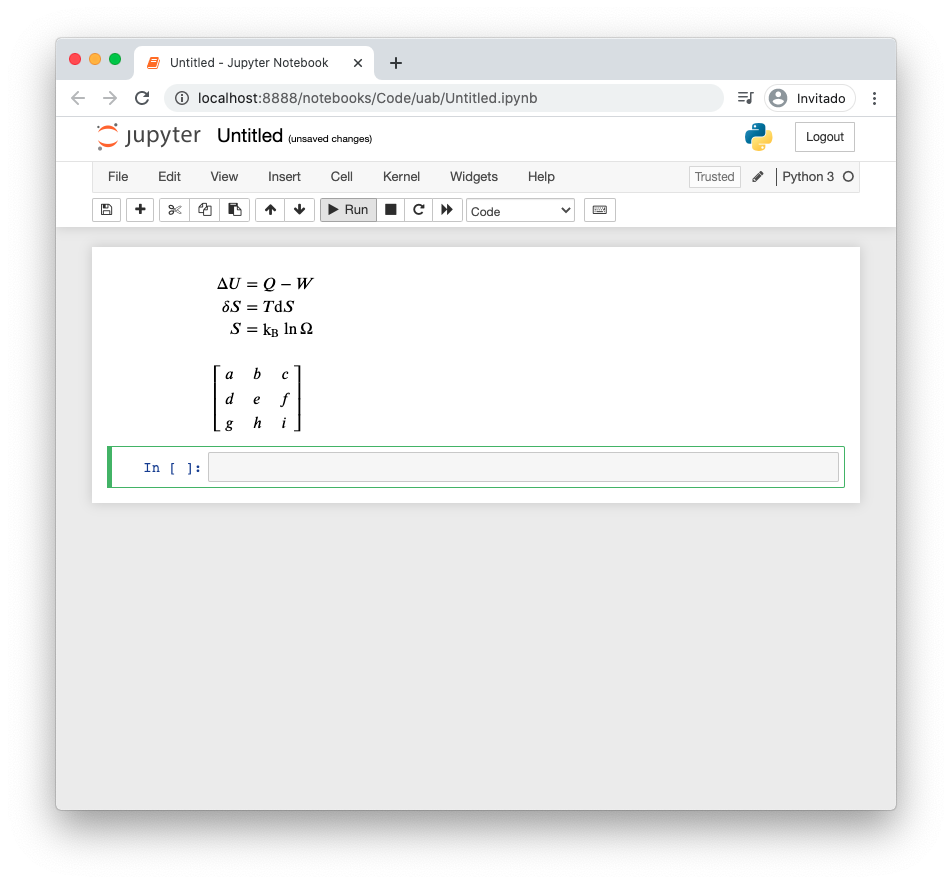 Untitled - Jupyter Notebook
localhost:8888/notebooks/Code/uab/Untitled.ipynb
Invitado
jupyter Untitled (unsaved changes)
Logout
File Edit View Insert Cell Kernel Widgets Help
Trusted Python 3
Run Code
ΔU = Q − W
δS = TdS
S = k_B ln Ω
a b c
d e f
g h i
In [ ]: